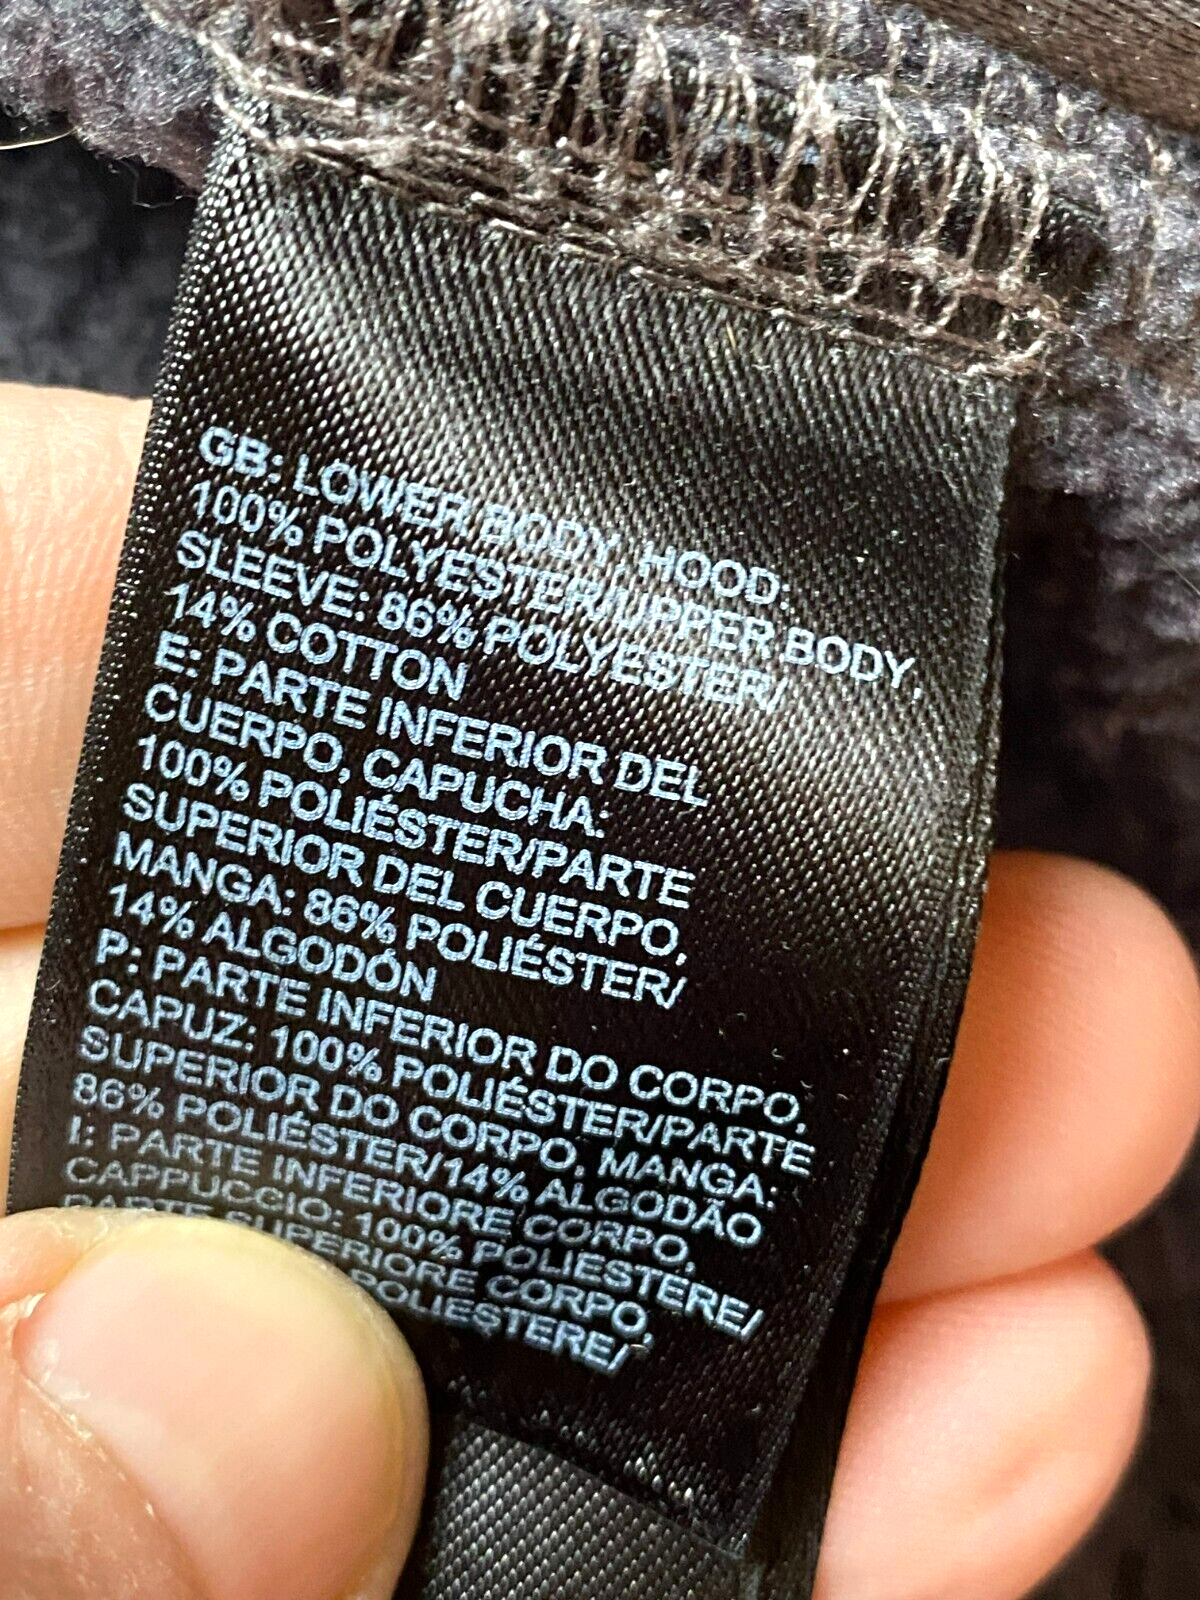 GB: LOWER BODY, HOOD:
100% POLYESTER/UPPER BODY,
SLEEVE: 86% POLYESTER/
14% COTTON
E: PARTE INFERIOR DEL
CUERPO, CAPUCHA:
100% POLIÉSTER/PARTE
SUPERIOR DEL CUERPO,
MANGA: 86% POLIÉSTER/
14% ALGODÓN
P: PARTE INFERIOR DO CORPO,
CAPUZ: 100% POLIÉSTER/PARTE
SUPERIOR DO CORPO, MANGA:
86% POLIÉSTER/14% ALGODÃO
I: PARTE INFERIORE CORPO,
CAPPUCCIO: 100% POLIESTERE/
PARTE SUPERIORE CORPO,
POLIESTERE/